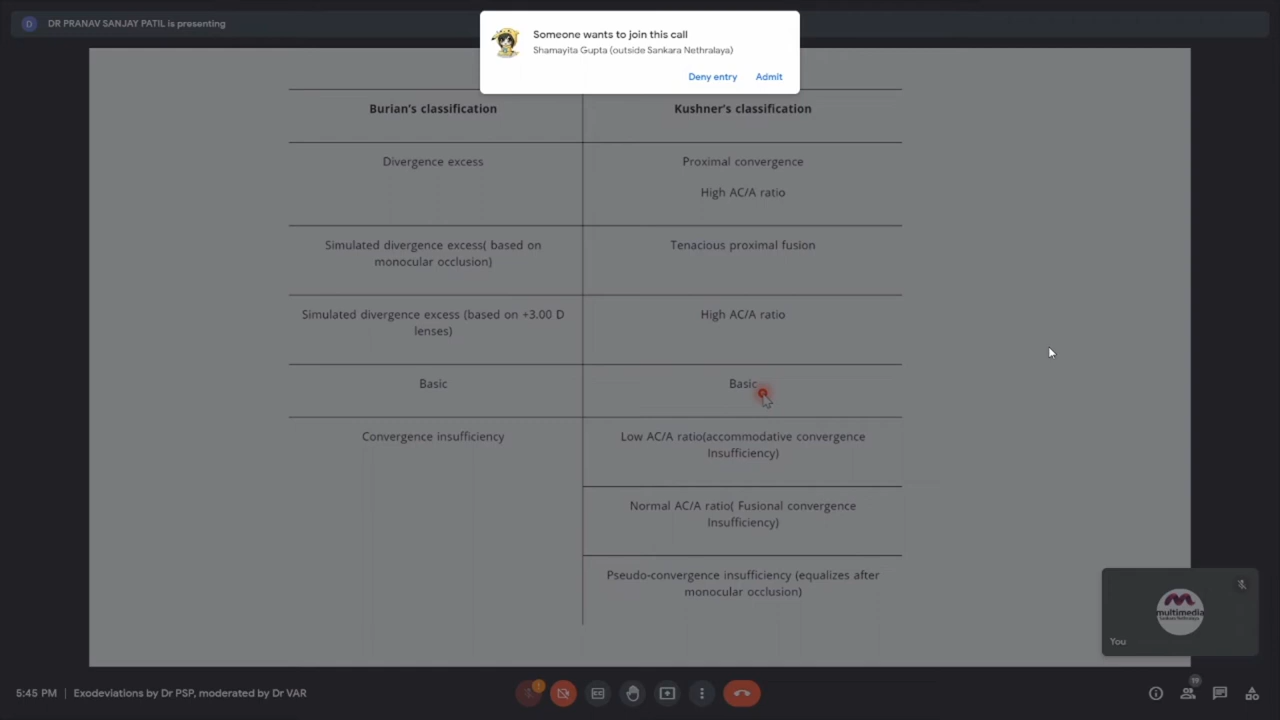 D DR PRANAV SANJAY PATIL is presenting
Someone wants to join this call
Shamayita Gupta (outside Sankara Nethralaya)
Deny entry Admit
Burian's classification Kushner's classification
Divergence excess Proximal convergence
High AC/A ratio
Simulated divergence excess( based on Tenacious proximal fusion
monocular occlusion)
Simulated divergence excess (based on +3.00 D High AC/A ratio
lenses)
Basic Basic
Convergence insufficiency Low AC/A ratio(accommodative convergence
Insufficiency)
Normal AC/A ratio( Fusional convergence
Insufficiency)
Pseudo-convergence insufficiency (equalizes after
monocular occlusion)
multimedia
Sankara Nethralaya
You
5:45 PM | Exodeviations by Dr PSP, moderated by Dr VAR